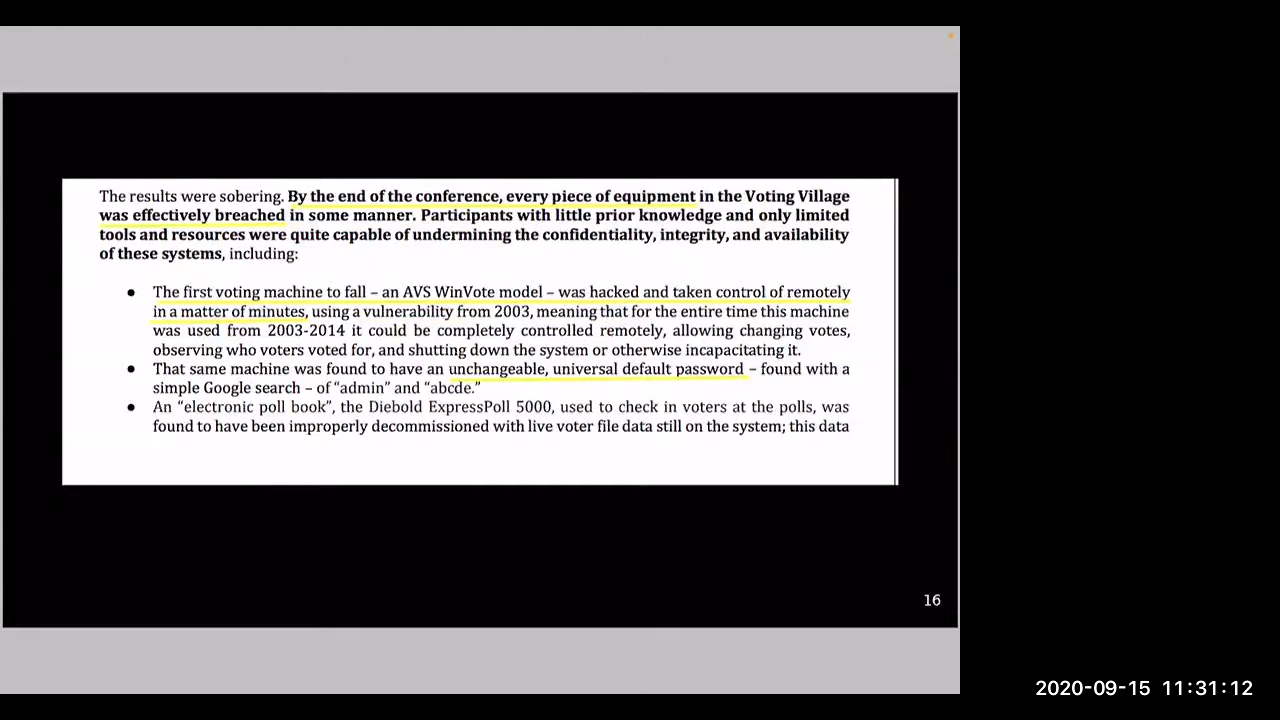 The results were sobering. By the end of the conference, every piece of equipment in the Voting Village
was effectively breached in some manner. Participants with little prior knowledge and only limited
tools and resources were quite capable of undermining the confidentiality, integrity, and availability
of these systems, including:
● The first voting machine to fall – an AVS WinVote model – was hacked and taken control of remotely
in a matter of minutes, using a vulnerability from 2003, meaning that for the entire time this machine
was used from 2003-2014 it could be completely controlled remotely, allowing changing votes,
observing who voters voted for, and shutting down the system or otherwise incapacitating it.
● That same machine was found to have an unchangeable, universal default password – found with a
simple Google search – of “admin” and “abcde.”
● An “electronic poll book”, the Diebold ExpressPoll 5000, used to check in voters at the polls, was
found to have been improperly decommissioned with live voter file data still on the system; this data
16
2020-09-15 11:31:12